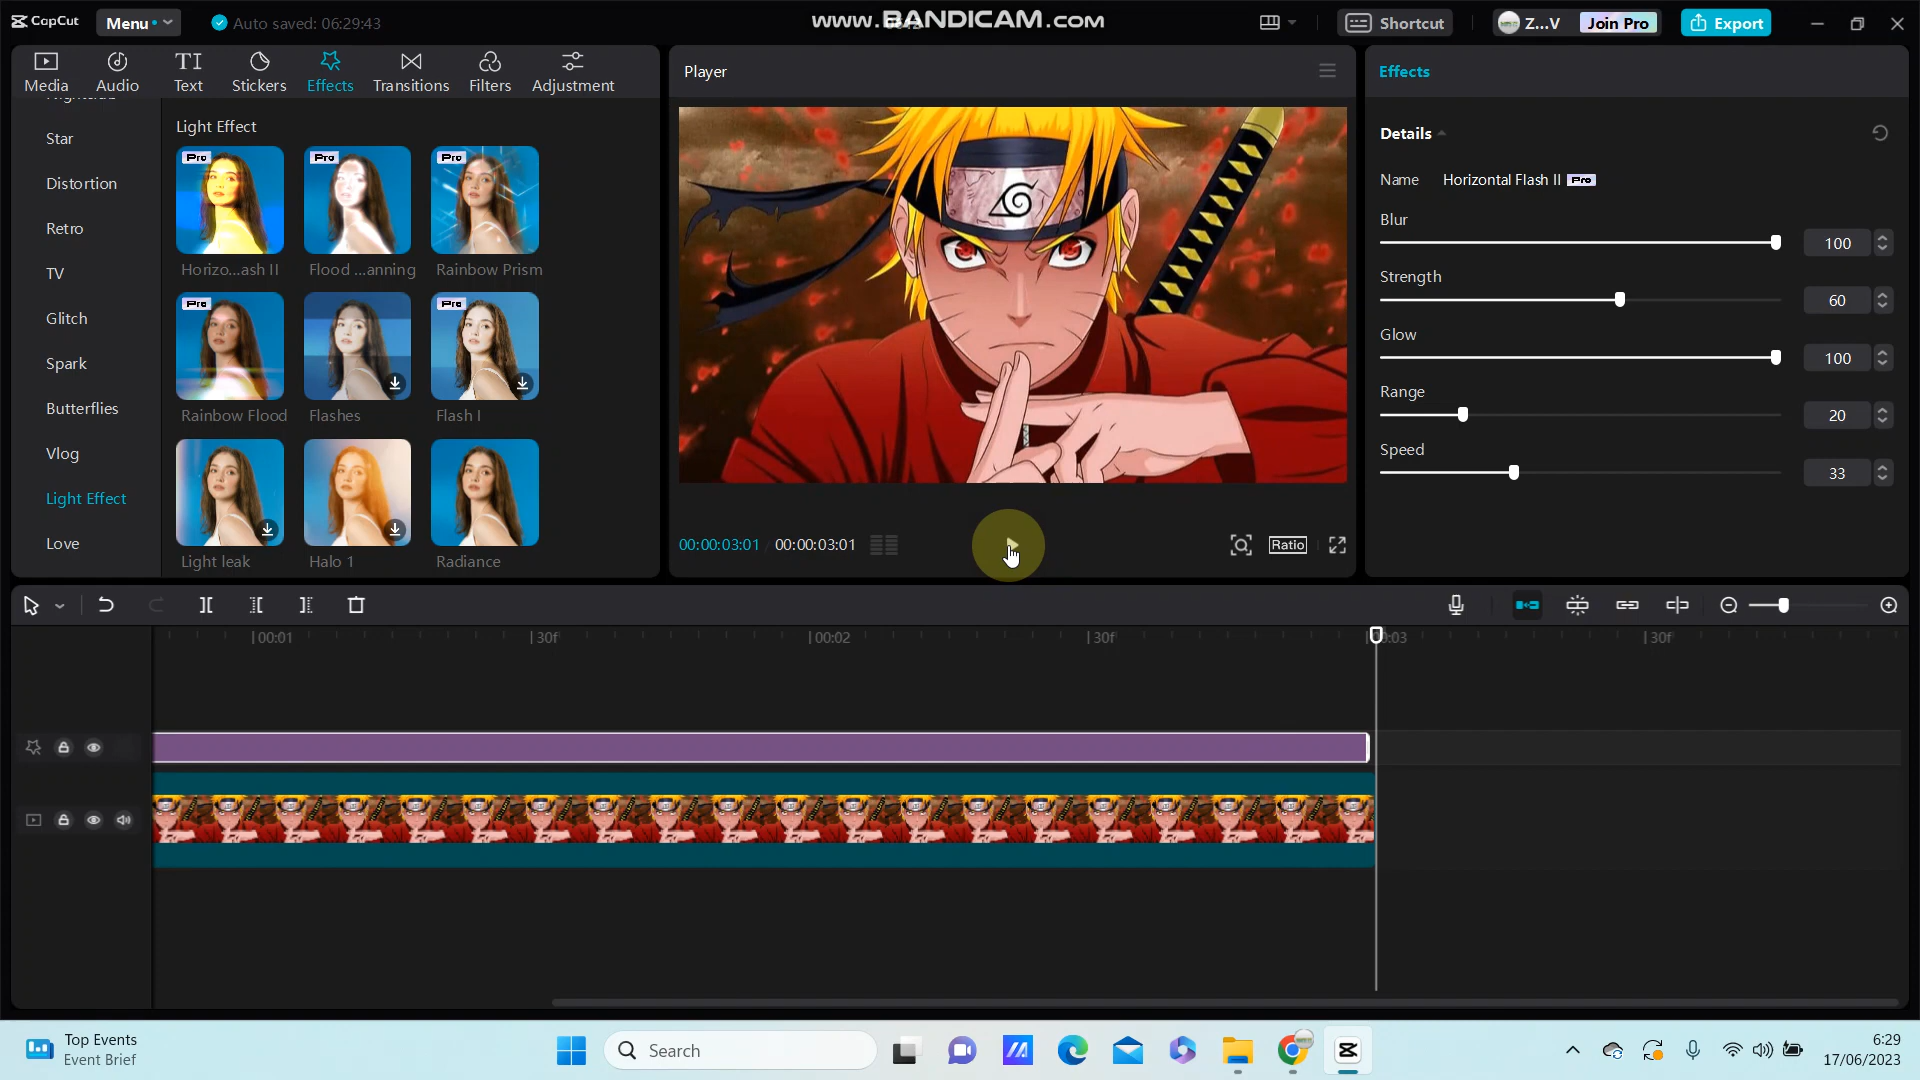 CapCut Menu Auto saved: 06:29:43 www.BANDICAM.com Shortcut Z...V Join Pro Export
Media Audio Text Stickers Effects Transitions Filters Adjustment
Player
Effects
Star
Distortion
Retro
TV
Glitch
Spark
Butterflies
Vlog
Light Effect
Love
Light Effect
Pro Pro Pro
Horizo...ash II Flood ...anning Rainbow Prism
Pro Pro
Rainbow Flood Flashes Flash I
Light leak Halo 1 Radiance
00:00:03:01 00:00:03:01 Ratio
Details
Name Horizontal Flash II Pro
Blur
100
Strength
60
Glow
100
Range
20
Speed
33
00:01 30f 00:02 30f 30f
Top Events
Event Brief
Search
6:29
17/06/2023